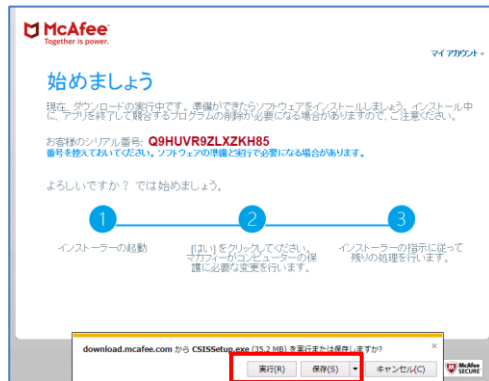 McAfee
Together is power.
マイ アカウント
始めましょう
現在、ダウンロードの実行中です。準備ができたらソフトウェアをインストールしましょう。インストール中
に、アプリを終了して競合するプログラムの削除が必要になる場合がありますので、ご注意ください。
お客様のシリアル番号: Q9HUVR9ZLXZKH85
番号を控えておいてください。ソフトウェアの準備と実行で必要になる場合があります。
よろしいですか? では始めましょう。
1
2
3
インストーラーの起動
[はい] をクリックしてください。
マカフィーがコンピューターの保
護に必要な変更を行います。
インストーラーの指示に従って
残りの処理を行います。
download.mcafee.com から CSISSetup.exe (35.2 MB) を実行または保存しますか?
×
実行(R)
保存(S)
キャンセル(C)
McAfee
SECURE